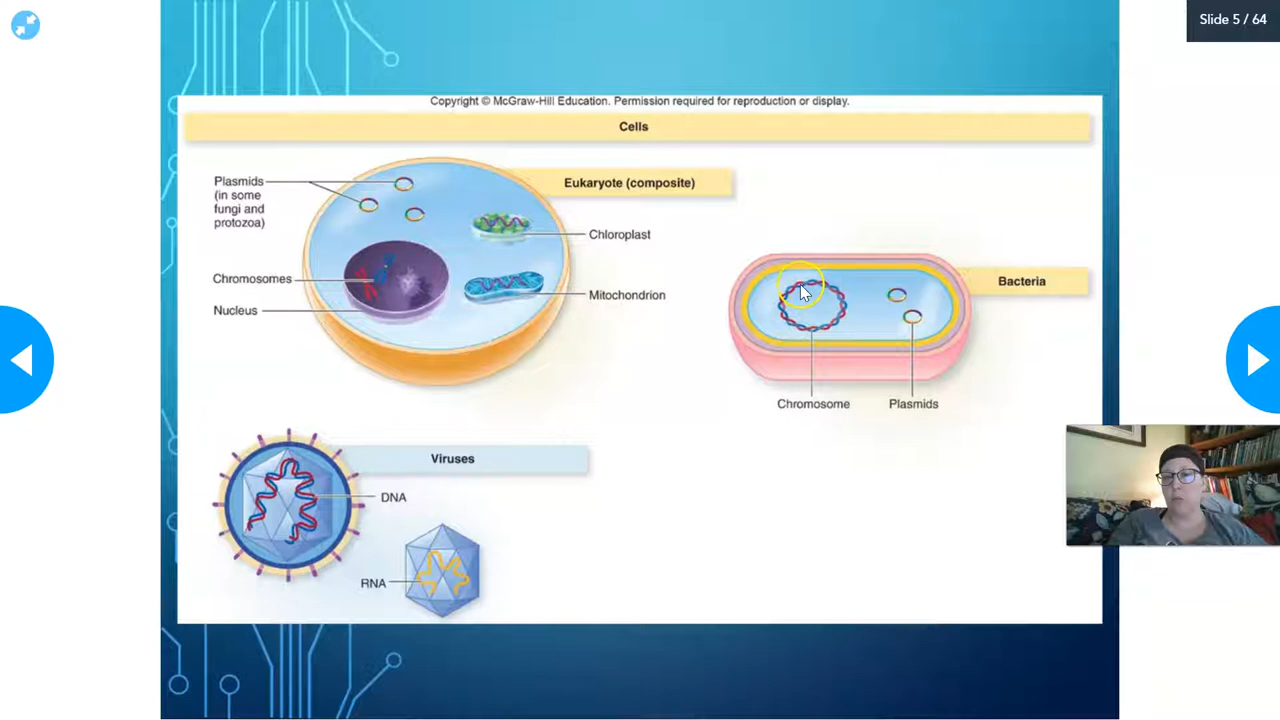 Slide 5 / 64
Copyright © McGraw-Hill Education. Permission required for reproduction or display.
Cells
Plasmids
(in some
fungi and
protozoa)
Eukaryote (composite)
Chloroplast
Chromosomes
Mitochondrion
Nucleus
Bacteria
Chromosome
Plasmids
Viruses
DNA
RNA